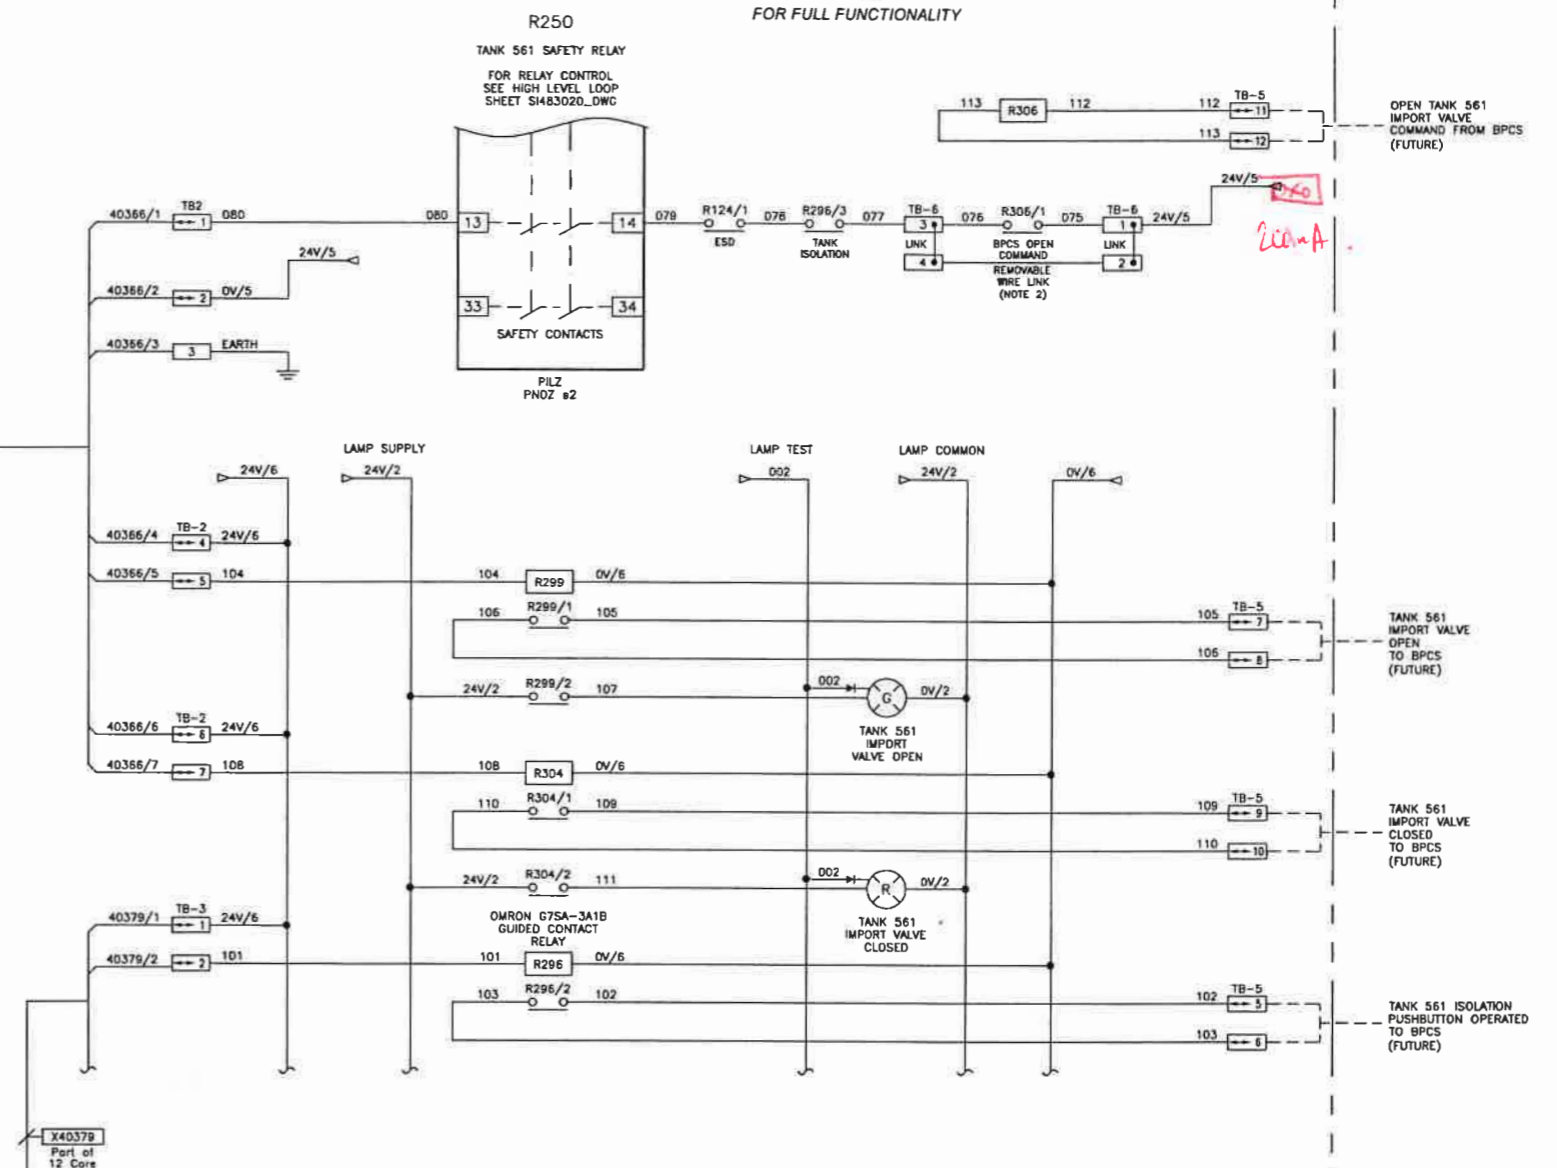 FOR FULL FUNCTIONALITY
R250
TANK 561 SAFETY RELAY
FOR RELAY CONTROL
SEE HIGH LEVEL LOOP
SHEET SI483020_DWG
113 R306 112 112 TB-5 11
113 12
OPEN TANK 561
IMPORT VALVE
COMMAND FROM BPCS
(FUTURE)
24V/5
200mA
40366/1 TB2 1 080 080 13 14 079 R124/1 078 R296/3 077 TB-6 3 076 R306/1 075 TB-6 1 24V/5
ESD
TANK
ISOLATION
LINK
BPCS OPEN
COMMAND
LINK
4 2
REMOVABLE
WIRE LINK
(NOTE 2)
24V/5
40366/2 2 0V/5
33 34
SAFETY CONTACTS
40366/3 3 EARTH
PILZ
PNOZ s2
LAMP SUPPLY LAMP TEST LAMP COMMON
24V/6 24V/2 002 24V/2 0V/6
40366/4 TB-2 4 24V/6
40366/5 5 104 104 R299 0V/6
106 R299/1 105 105 TB-5 7
106 8
TANK 561
IMPORT VALVE
OPEN
TO BPCS
(FUTURE)
24V/2 R299/2 107 002 G 0V/2
TANK 561
IMPORT
VALVE OPEN
40366/6 TB-2 6 24V/6
40366/7 7 108 108 R304 0V/6
110 R304/1 109 109 TB-5 9
110 10
TANK 561
IMPORT VALVE
CLOSED
TO BPCS
(FUTURE)
24V/2 R304/2 111 002 R 0V/2
TANK 561
IMPORT VALVE
CLOSED
OMRON G7SA-3A1B
GUIDED CONTACT
RELAY
40379/1 TB-3 1 24V/6
40379/2 2 101 101 R296 0V/6
103 R296/2 102 102 TB-5 5
103 6
TANK 561 ISOLATION
PUSHBUTTON OPERATED
TO BPCS
(FUTURE)
X40379
Part of
12 Core